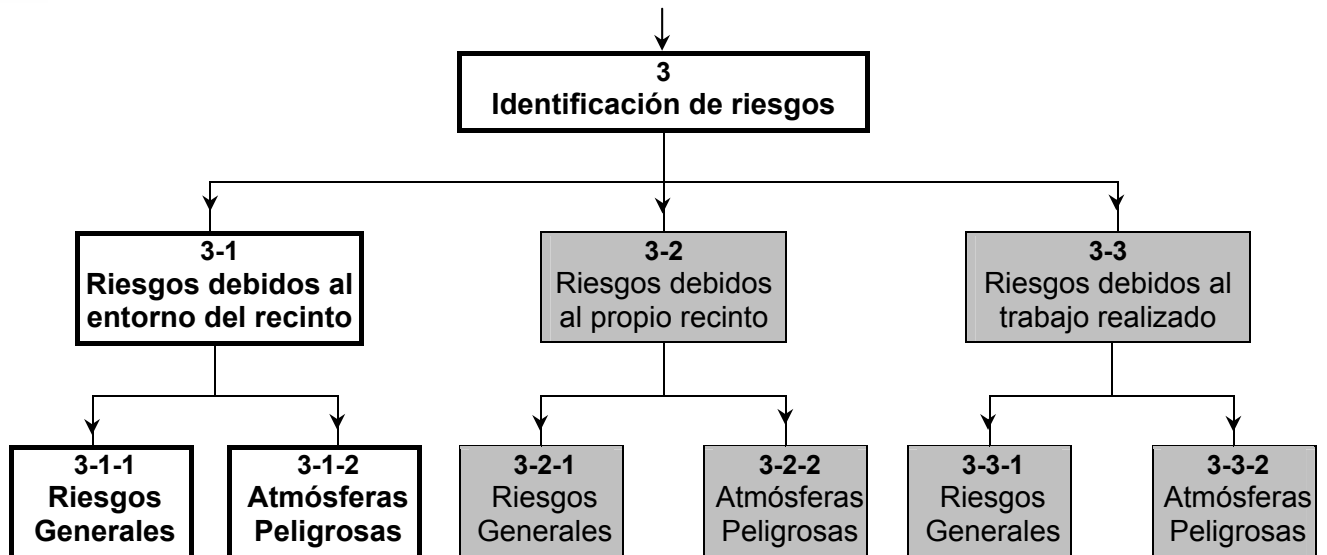 3
Identificación de riesgos
3-1
Riesgos debidos al
entorno del recinto
3-2
Riesgos debidos
al propio recinto
3-3
Riesgos debidos al
trabajo realizado
3-1-1
Riesgos
Generales
3-1-2
Atmósferas
Peligrosas
3-2-1
Riesgos
Generales
3-2-2
Atmósferas
Peligrosas
3-3-1
Riesgos
Generales
3-3-2
Atmósferas
Peligrosas